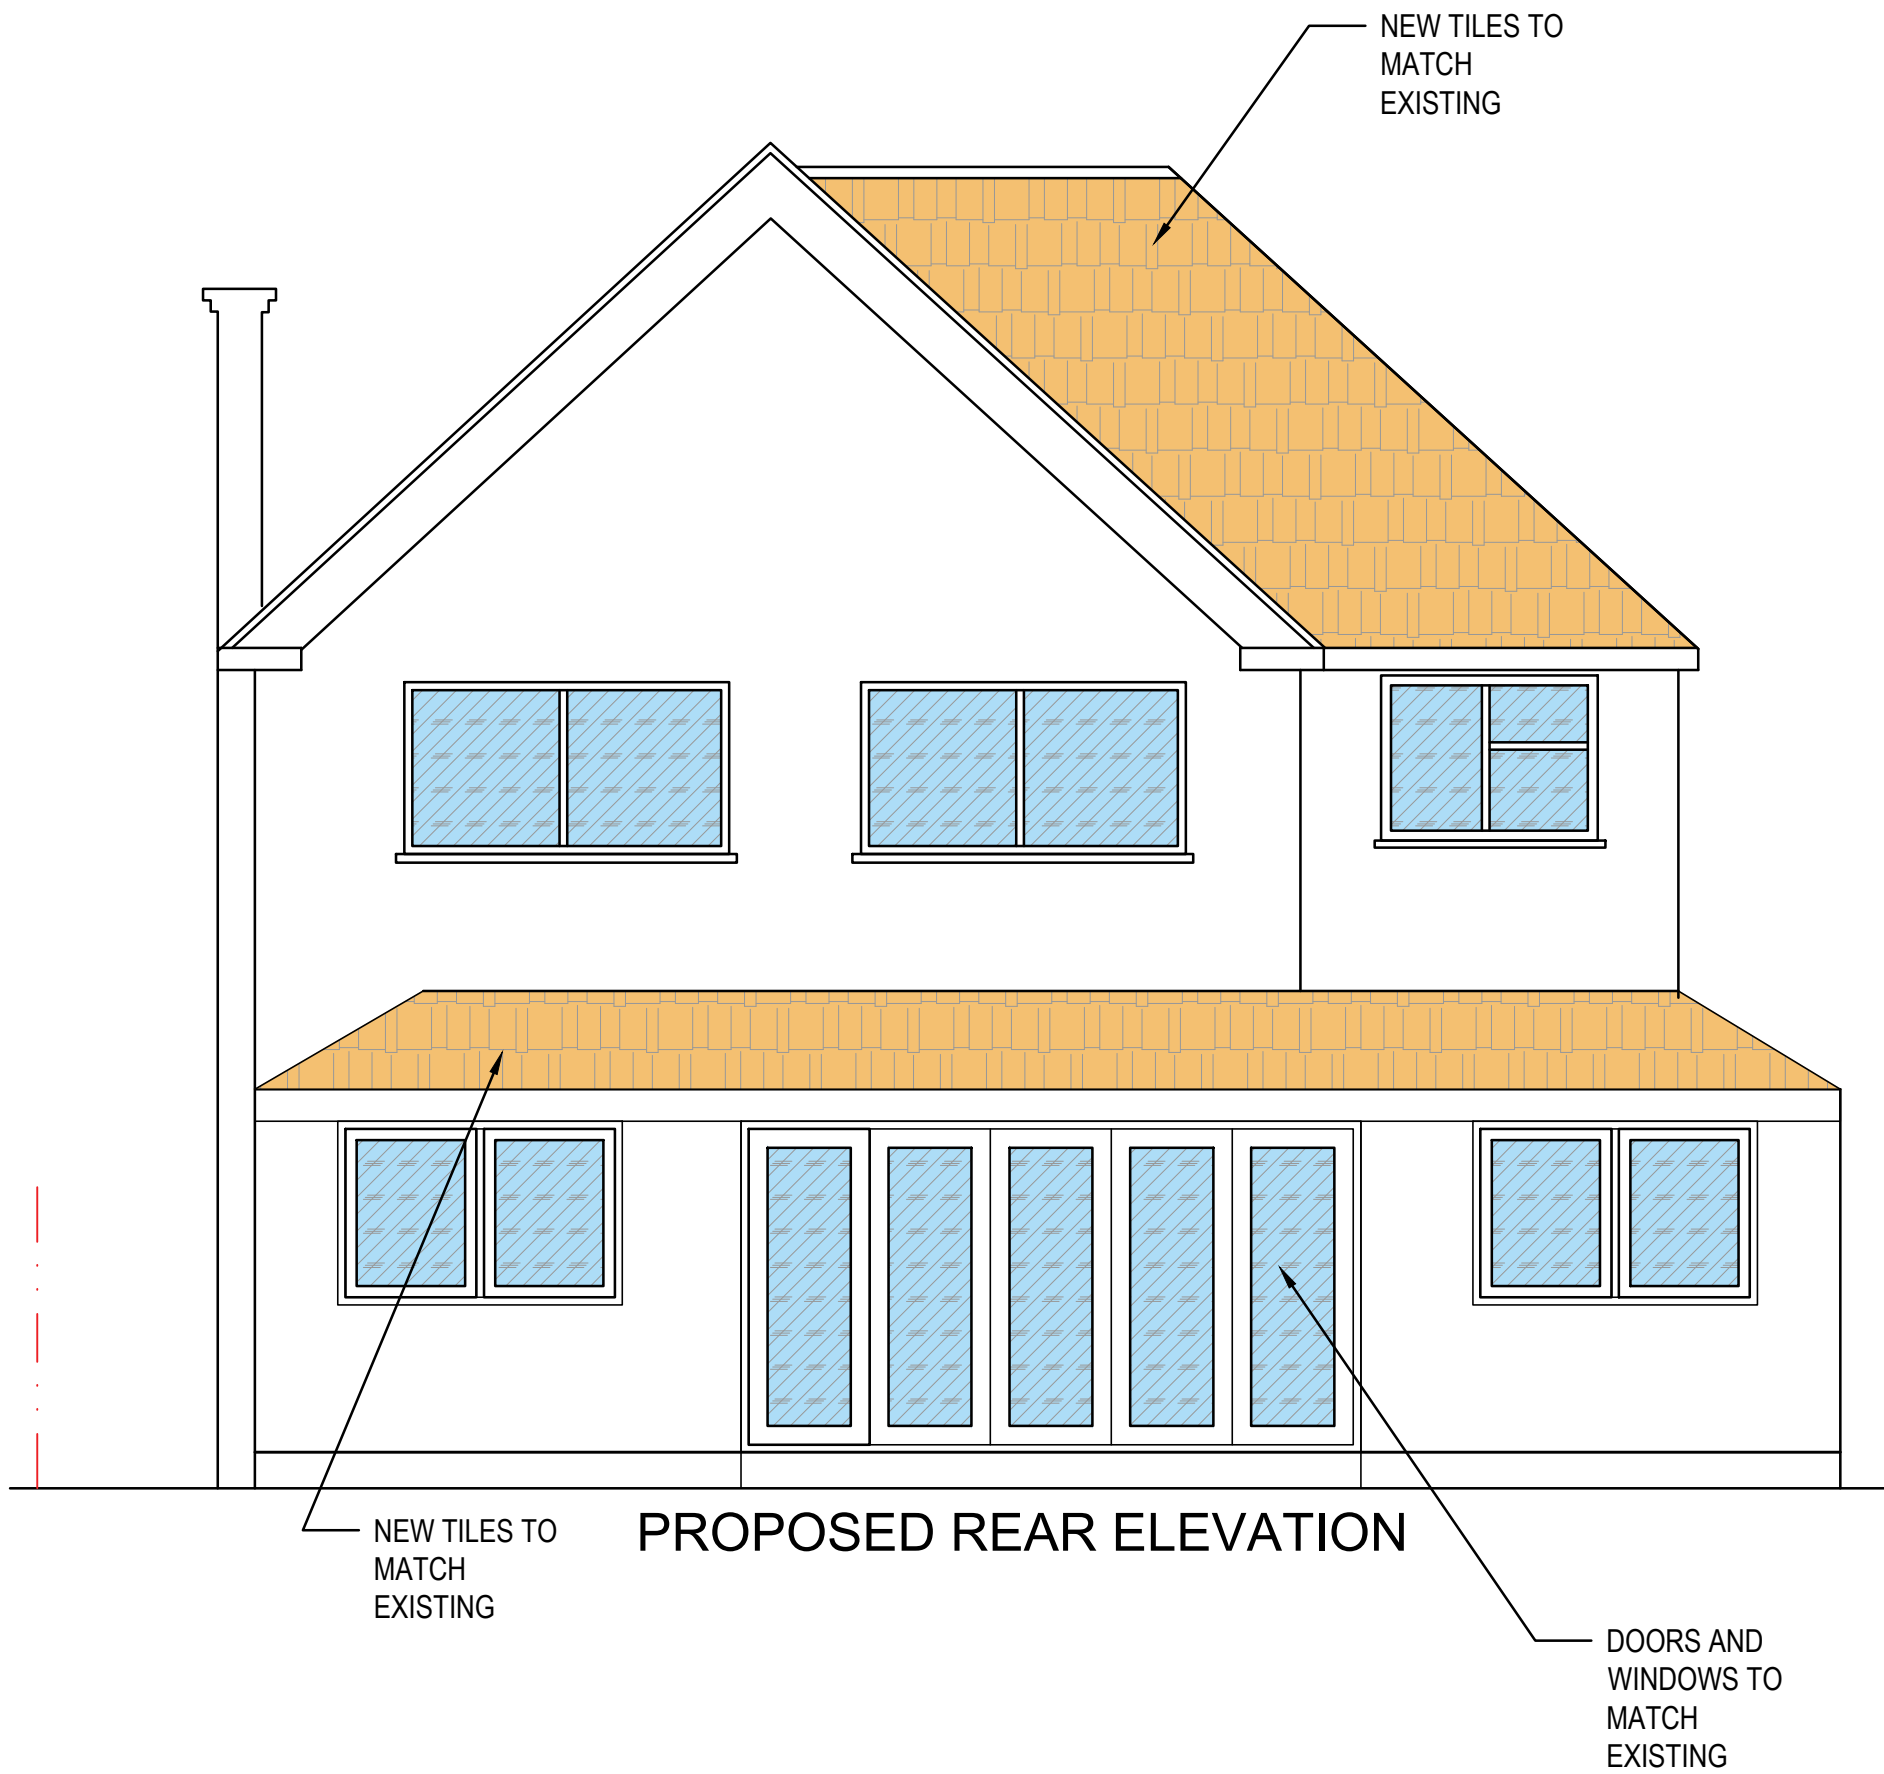 NEW TILES TO
MATCH
EXISTING
NEW TILES TO
MATCH
EXISTING
PROPOSED REAR ELEVATION
DOORS AND
WINDOWS TO
MATCH
EXISTING